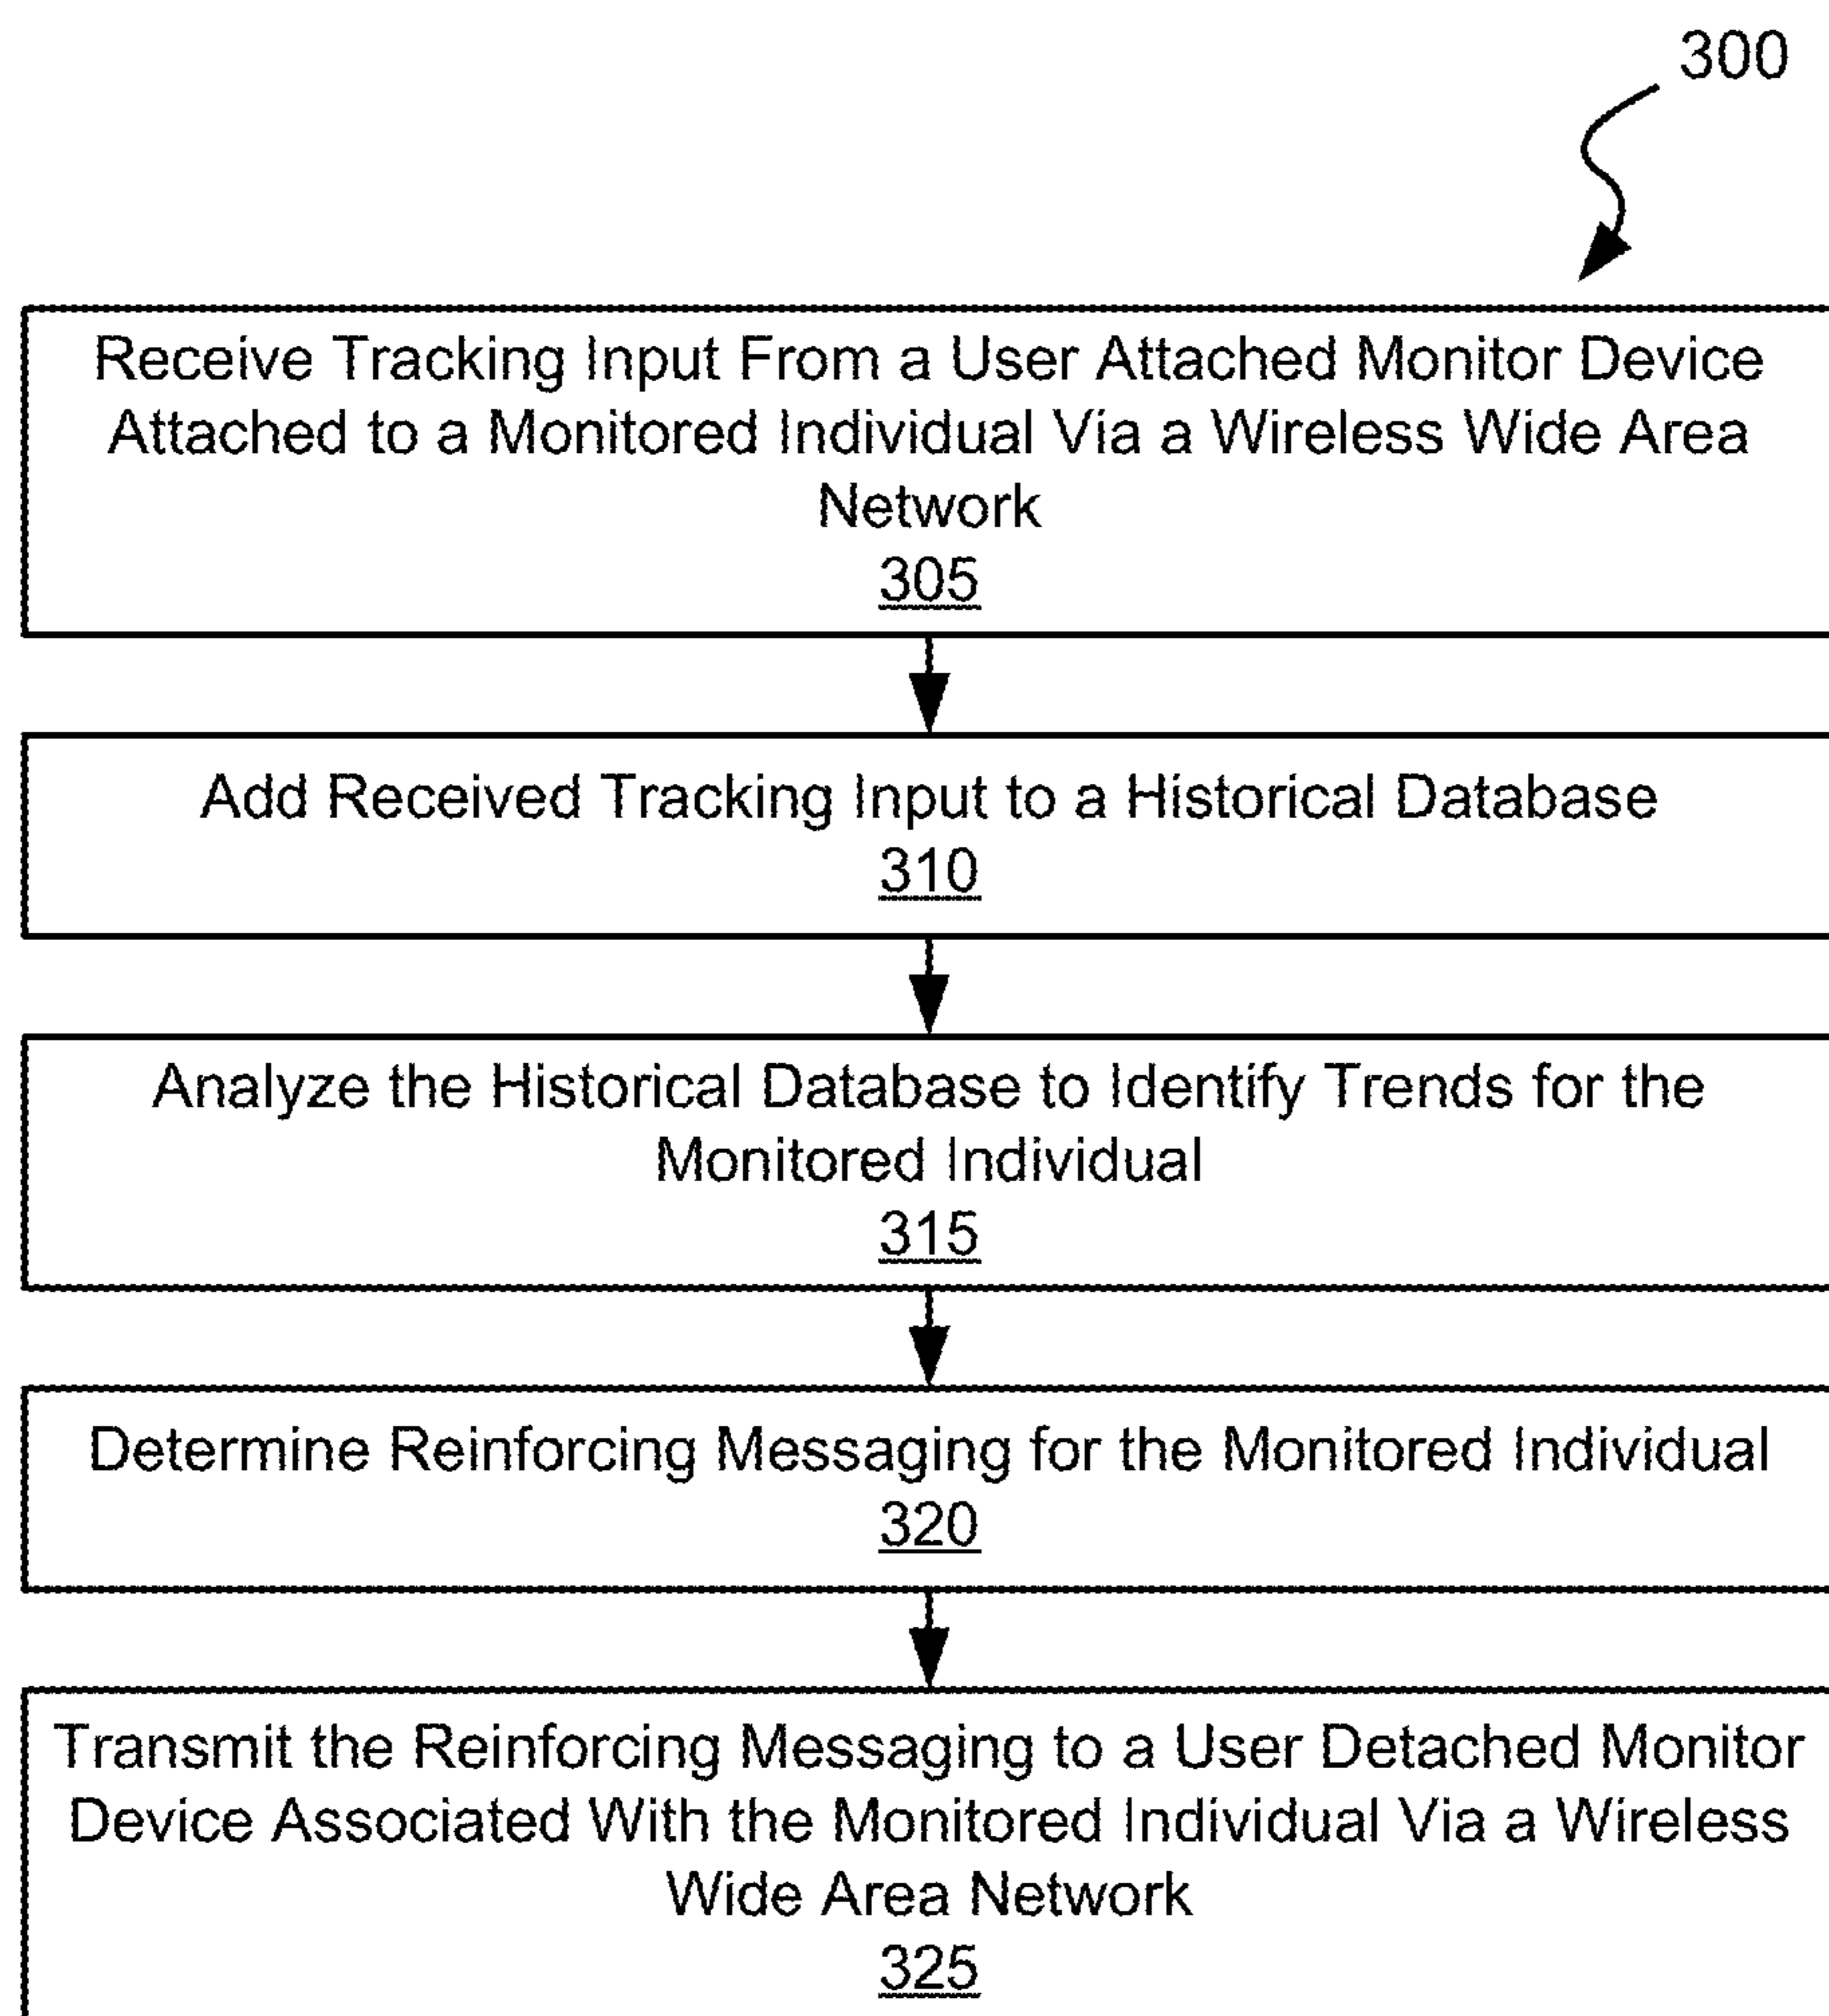 300
Receive Tracking Input From a User Attached Monitor Device
Attached to a Monitored Individual Via a Wireless Wide Area
Network
305
Add Received Tracking Input to a Historical Database
310
Analyze the Historical Database to Identify Trends for the
Monitored Individual
315
Determine Reinforcing Messaging for the Monitored Individual
320
Transmit the Reinforcing Messaging to a User Detached Monitor
Device Associated With the Monitored Individual Via a Wireless
Wide Area Network
325